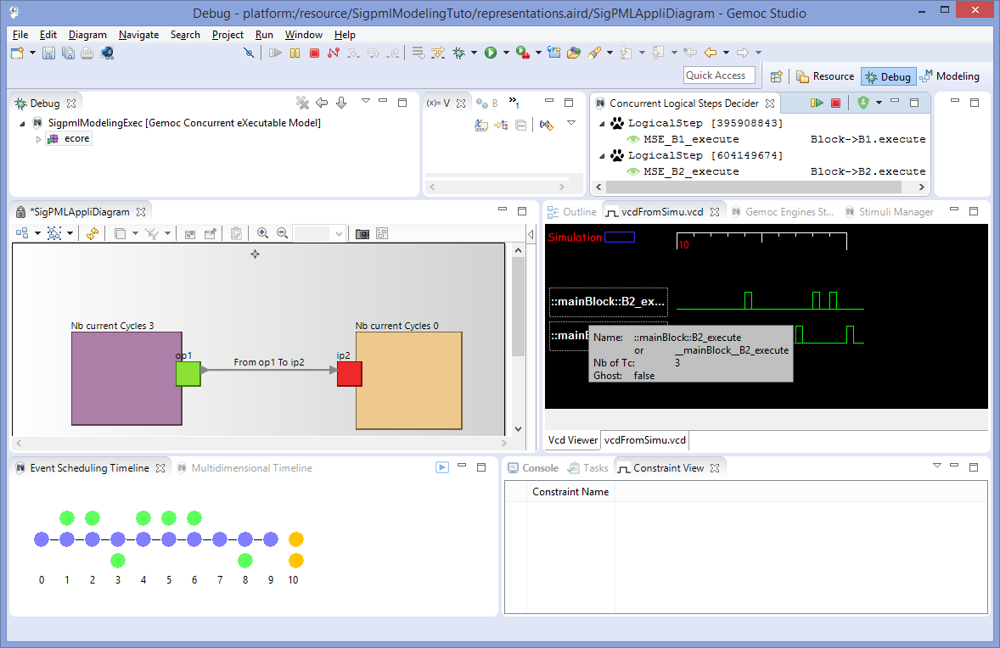 Debug - platform:/resource/SigpmlModelingTuto/representations.aird/SigPMLAppliDiagram - Gemoc Studio
File Edit Diagram Navigate Search Project Run Window Help
Quick Access Resource Debug Modeling
Debug
SigpmlModelingExec [Gemoc Concurrent eXecutable Model]
ecore
(x)= V B »1
Concurrent Logical Steps Decider
LogicalStep [395908843]
MSE_B1_execute Block->B1.execute
LogicalStep [604149674]
MSE_B2_execute Block->B2.execute
*SigPMLAppliDiagram
Nb current Cycles 3
op1
From op1 To ip2
Nb current Cycles 0
ip2
Outline vcdFromSimu.vcd Gemoc Engines St... Stimuli Manager
Simulation
10
::mainBlock::B2_ex...
::mainB
Name: ::mainBlock::B2_execute
or __mainBlock__B2_execute
Nb of Tc: 3
Ghost: false
Vcd Viewer vcdFromSimu.vcd
Event Scheduling Timeline Multidimensional Timeline
0 1 2 3 4 5 6 7 8 9 10
Console Tasks Constraint View
Constraint Name